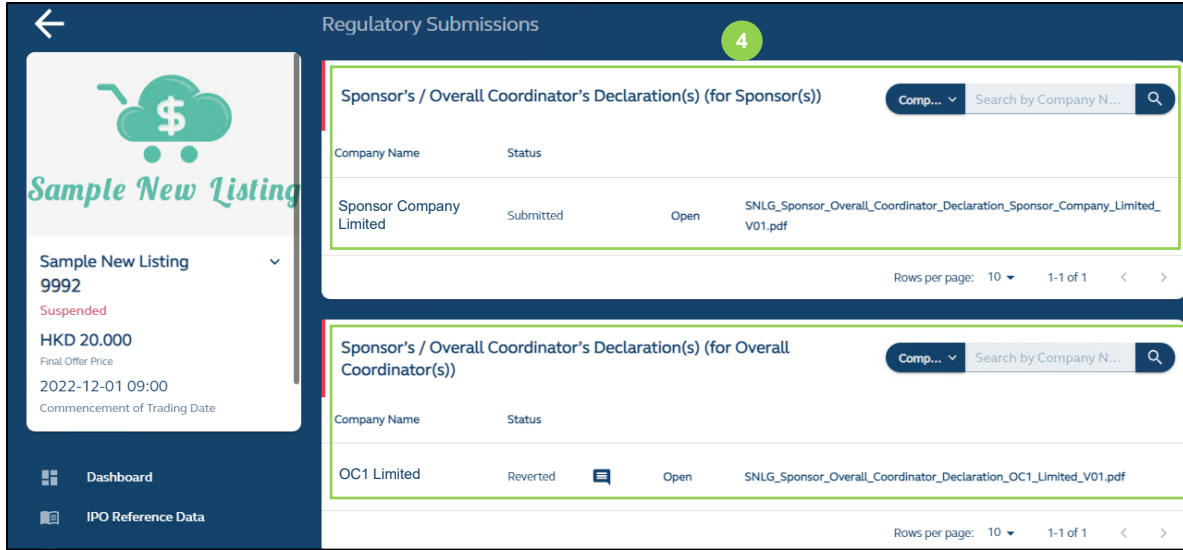 Regulatory Submissions
4
$
Sample New Listing
Sample New Listing
9992
Suspended
HKD 20.000
Final Offer Price
2022-12-01 09:00
Commencement of Trading Date
Dashboard
IPO Reference Data
Sponsor's / Overall Coordinator's Declaration(s) (for Sponsor(s))
Comp...
Search by Company N...
Company Name Status
Sponsor Company
Limited
Submitted
Open
SNLG_Sponsor_Overall_Coordinator_Declaration_Sponsor_Company_Limited_
V01.pdf
Rows per page: 10 1-1 of 1 < >
Sponsor's / Overall Coordinator's Declaration(s) (for Overall
Coordinator(s))
Comp...
Search by Company N...
Company Name Status
OC1 Limited Reverted Open SNLG_Sponsor_Overall_Coordinator_Declaration_OC1_Limited_V01.pdf
Rows per page: 10 1-1 of 1 < >